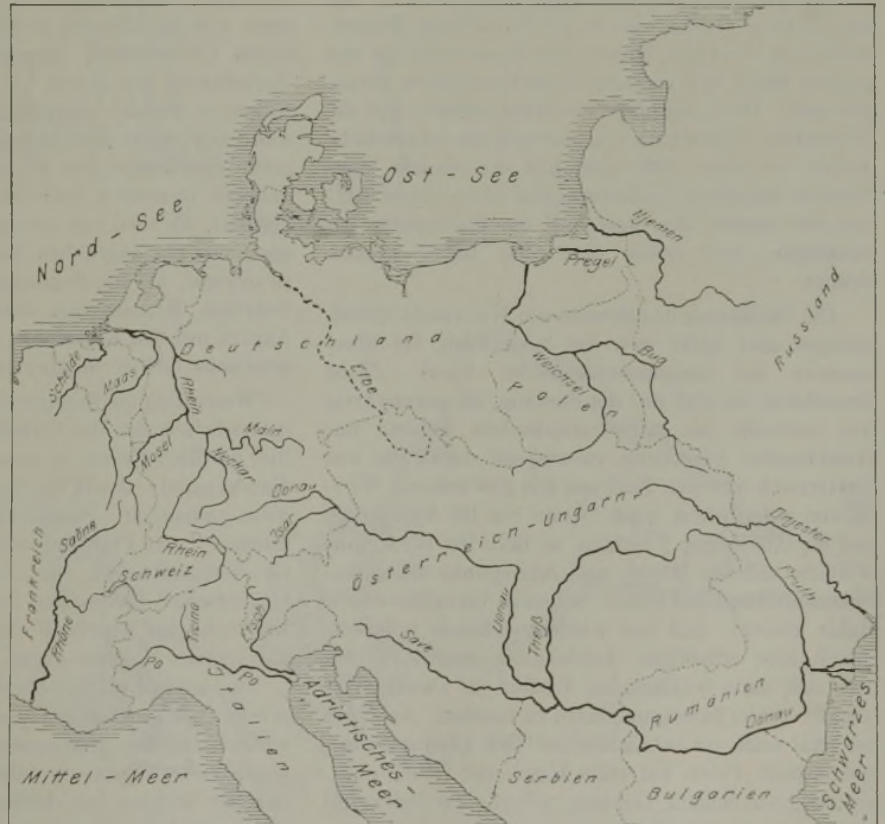 Ost-See
Nord-See
Njemen
Pregel
Russland
Deutschland
Schelde
Maas
Rhein
Elbe
Weichsel
Polen
Bug
Main
Mosel
Neckar
Donau
Isar
Saône
Rhein
Schweiz
Österreich-Ungarn
Dnjester
Pruth
Frankreich
Rhône
Etsch
Po
Po
Italien
Save
Donau
Theiß
Adriatisches-Meer
Rumänien
Donau
Mittel-Meer
Serbien
Bulgarien
Schwarzes Meer